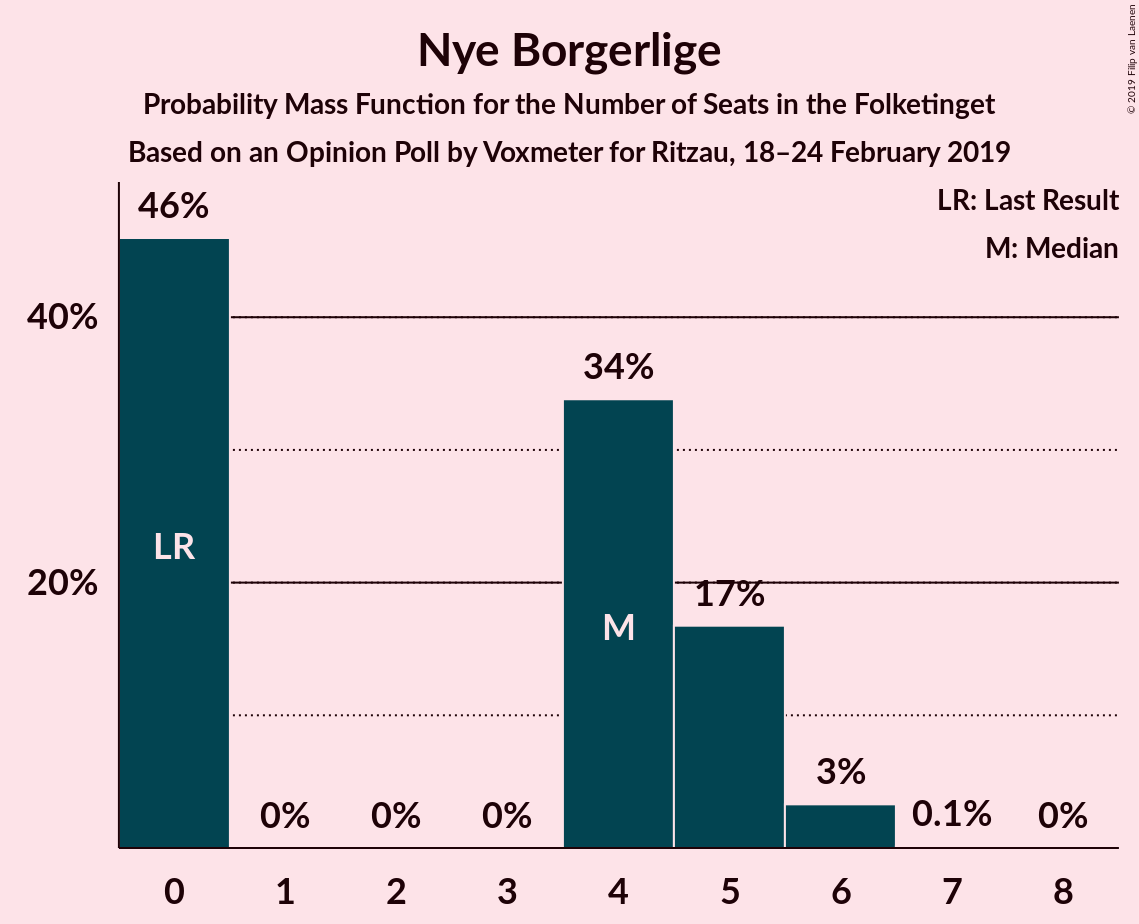 Nye Borgerlige
Probability Mass Function for the Number of Seats in the Folketinget
Based on an Opinion Poll by Voxmeter for Ritzau, 18–24 February 2019
© 2019 Filip van Laenen
LR: Last Result
M: Median
46%
40%
34%
LR
20%
17%
M
3%
0%
0%
0%
0.1%
0%
0
1
2
3
4
5
6
7
8